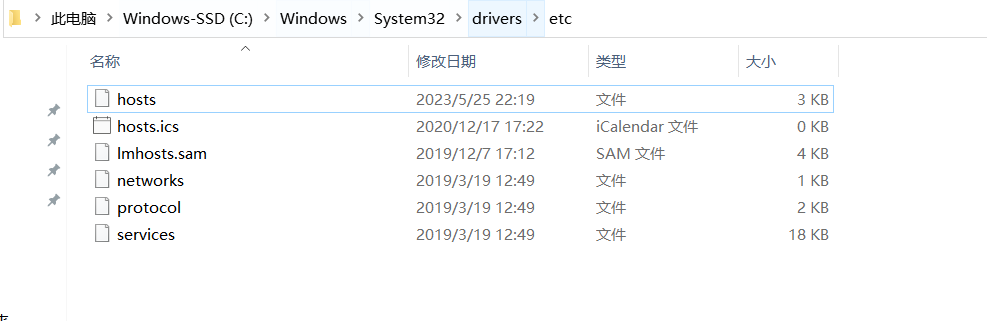 此电脑 Windows-SSD (C:) Windows System32 drivers etc
名称 修改日期 类型 大小
hosts 2023/5/25 22:19 文件 3 KB
hosts.ics 2020/12/17 17:22 iCalendar 文件 0 KB
lmhosts.sam 2019/12/7 17:12 SAM 文件 4 KB
networks 2019/3/19 12:49 文件 1 KB
protocol 2019/3/19 12:49 文件 2 KB
services 2019/3/19 12:49 文件 18 KB